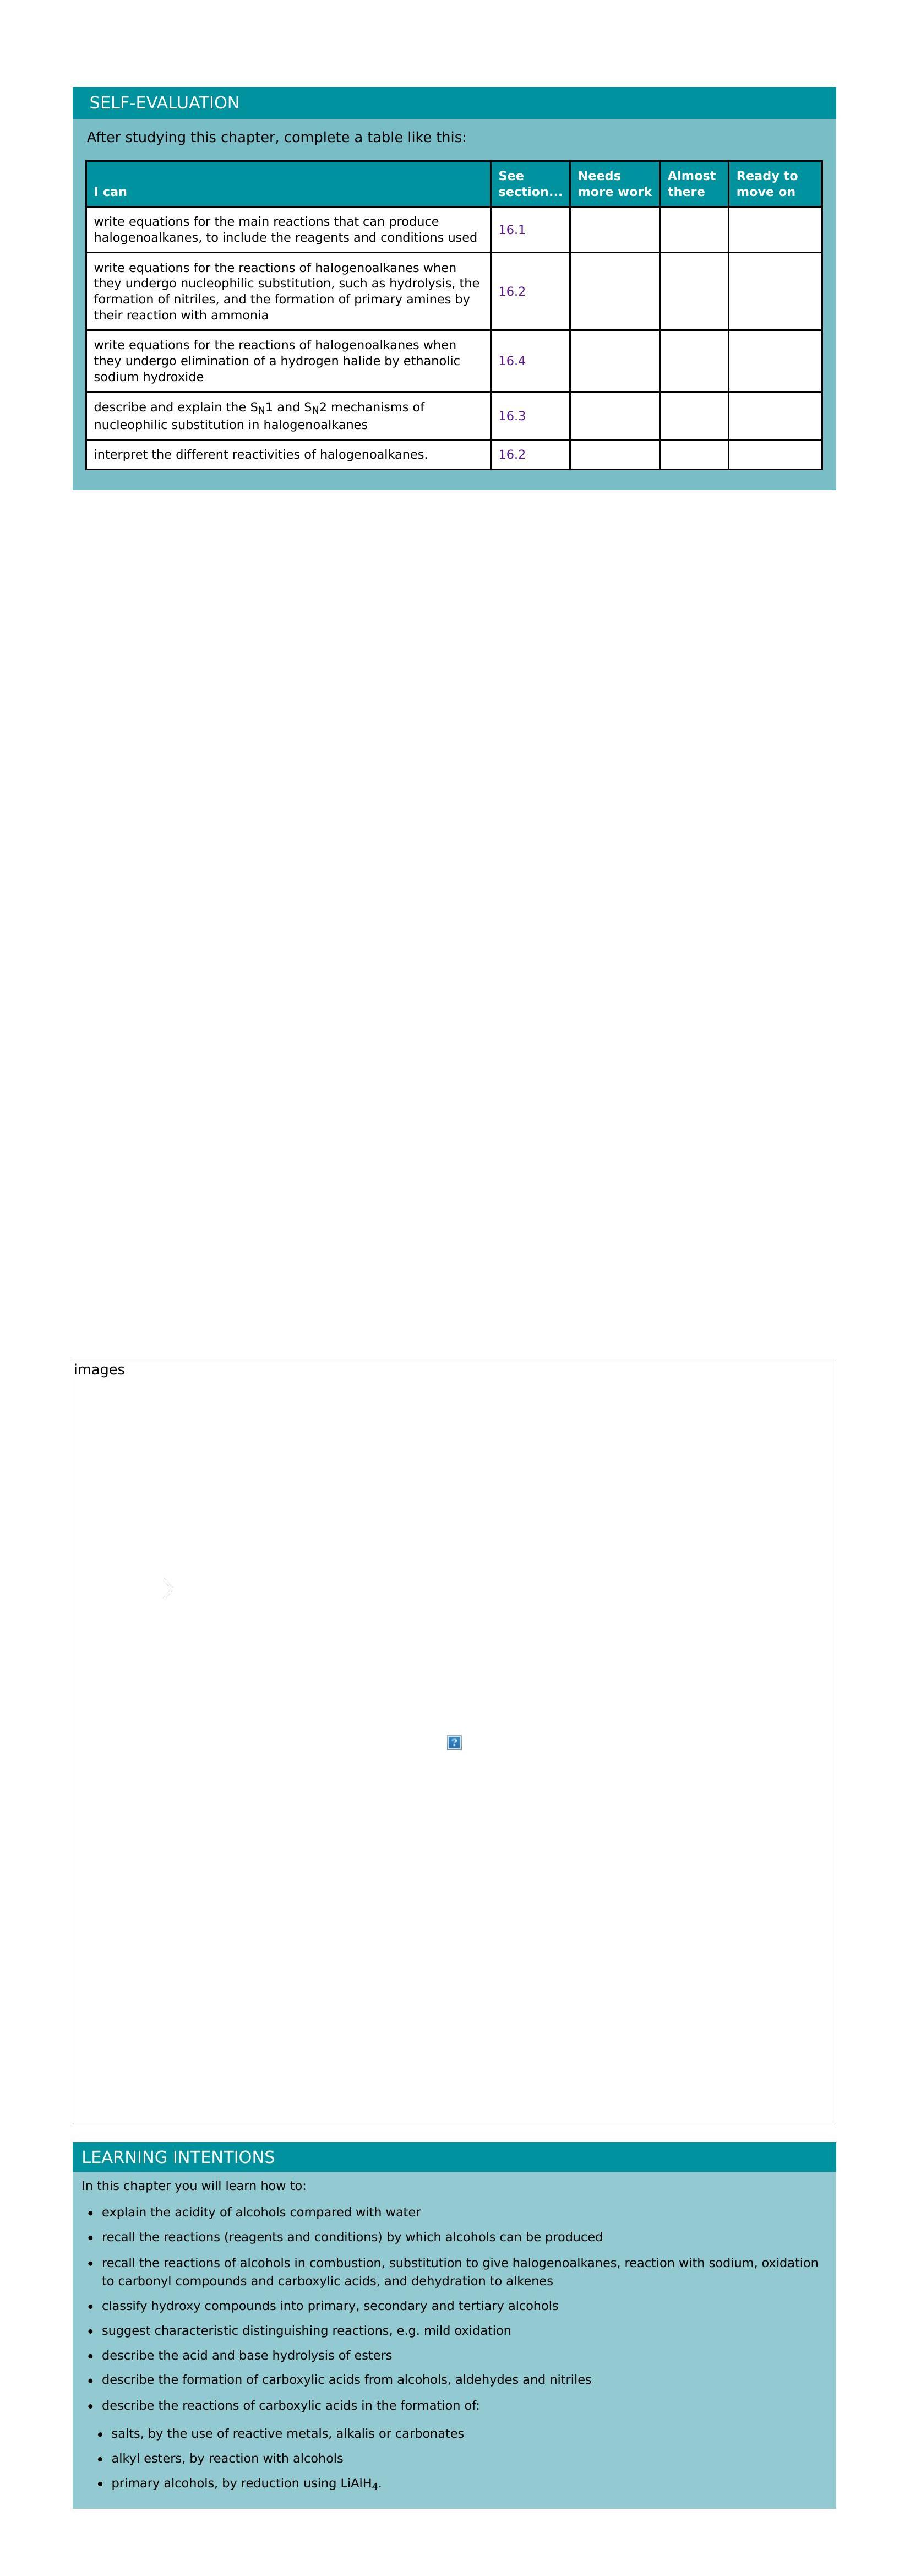 SELF-EVALUATION
After studying this chapter, complete a table like this:
I can
See section...
Needs more work
Almost there
Ready to move on
write equations for the main reactions that can produce
halogenoalkanes, to include the reagents and conditions used
16.1
write equations for the reactions of halogenoalkanes when
they undergo nucleophilic substitution, such as hydrolysis, the
formation of nitriles, and the formation of primary amines by
their reaction with ammonia
16.2
write equations for the reactions of halogenoalkanes when
they undergo elimination of a hydrogen halide by ethanolic
sodium hydroxide
16.4
describe and explain the SN1 and SN2 mechanisms of
nucleophilic substitution in halogenoalkanes
16.3
interpret the different reactivities of halogenoalkanes.
16.2
images
?
LEARNING INTENTIONS
In this chapter you will learn how to:
• explain the acidity of alcohols compared with water
• recall the reactions (reagents and conditions) by which alcohols can be produced
• recall the reactions of alcohols in combustion, substitution to give halogenoalkanes, reaction with sodium, oxidation
to carbonyl compounds and carboxylic acids, and dehydration to alkenes
• classify hydroxy compounds into primary, secondary and tertiary alcohols
• suggest characteristic distinguishing reactions, e.g. mild oxidation
• describe the acid and base hydrolysis of esters
• describe the formation of carboxylic acids from alcohols, aldehydes and nitriles
• describe the reactions of carboxylic acids in the formation of:
• salts, by the use of reactive metals, alkalis or carbonates
• alkyl esters, by reaction with alcohols
• primary alcohols, by reduction using LiAlH4.